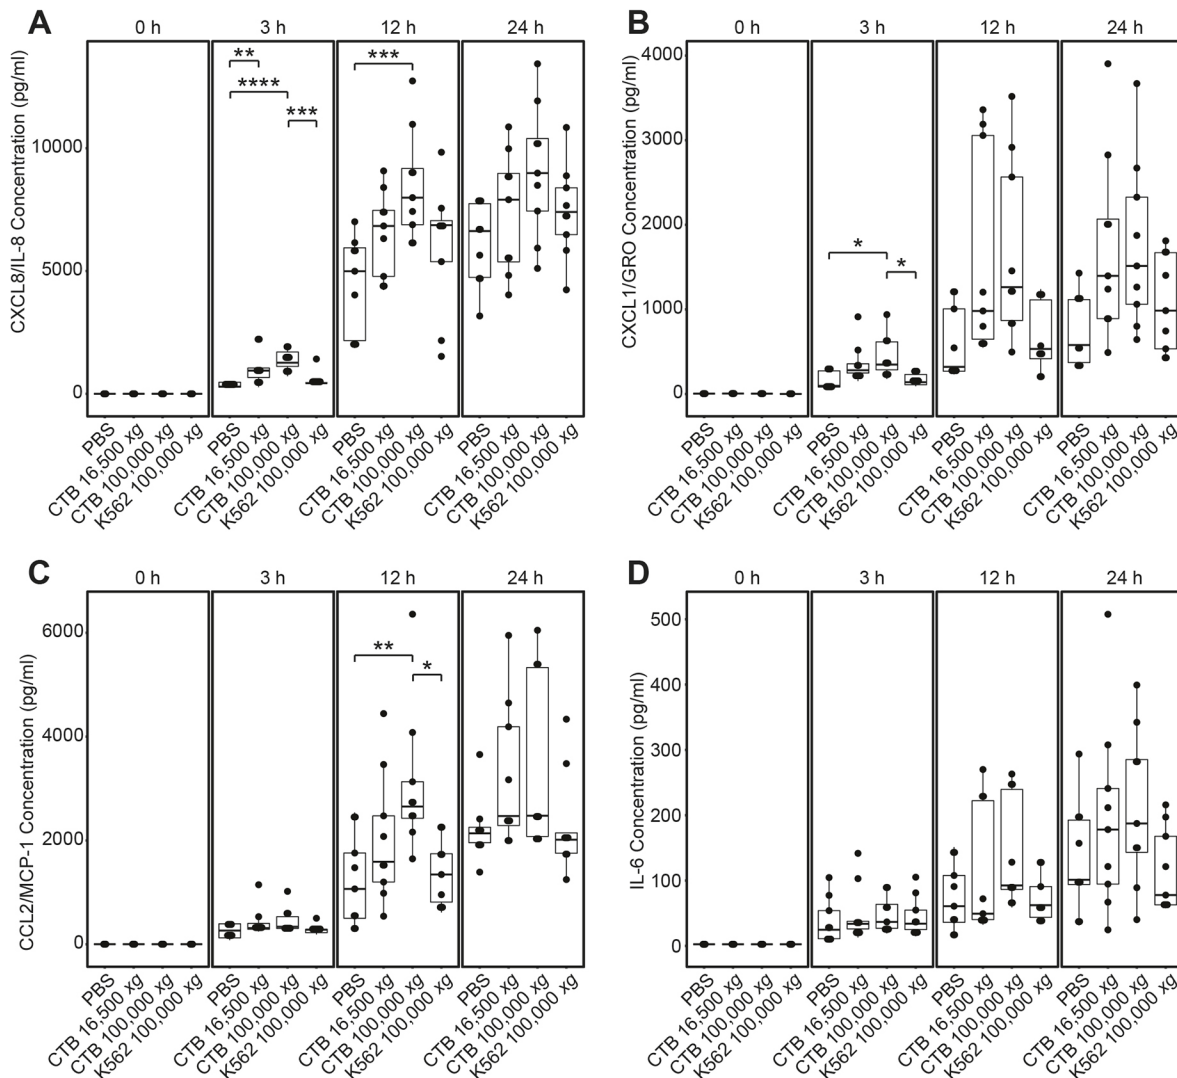 A
0 h 3 h 12 h 24 h
CXCL8/IL-8 Concentration (pg/ml)
10000
5000
0
** **** *** ***
PBS CTB 16,500 xg CTB 100,000 xg K562 100,000 xg PBS CTB 16,500 xg CTB 100,000 xg K562 100,000 xg PBS CTB 16,500 xg CTB 100,000 xg K562 100,000 xg PBS CTB 16,500 xg CTB 100,000 xg K562 100,000 xg
B
0 h 3 h 12 h 24 h
CXCL1/GRO Concentration (pg/ml)
4000
3000
2000
1000
0
* *
PBS CTB 16,500 xg CTB 100,000 xg K562 100,000 xg PBS CTB 16,500 xg CTB 100,000 xg K562 100,000 xg PBS CTB 16,500 xg CTB 100,000 xg K562 100,000 xg PBS CTB 16,500 xg CTB 100,000 xg K562 100,000 xg
C
0 h 3 h 12 h 24 h
CCL2/MCP-1 Concentration (pg/ml)
6000
4000
2000
0
** *
PBS CTB 16,500 xg CTB 100,000 xg K562 100,000 xg PBS CTB 16,500 xg CTB 100,000 xg K562 100,000 xg PBS CTB 16,500 xg CTB 100,000 xg K562 100,000 xg PBS CTB 16,500 xg CTB 100,000 xg K562 100,000 xg
D
0 h 3 h 12 h 24 h
IL-6 Concentration (pg/ml)
500
400
300
200
100
0
PBS CTB 16,500 xg CTB 100,000 xg K562 100,000 xg PBS CTB 16,500 xg CTB 100,000 xg K562 100,000 xg PBS CTB 16,500 xg CTB 100,000 xg K562 100,000 xg PBS CTB 16,500 xg CTB 100,000 xg K562 100,000 xg